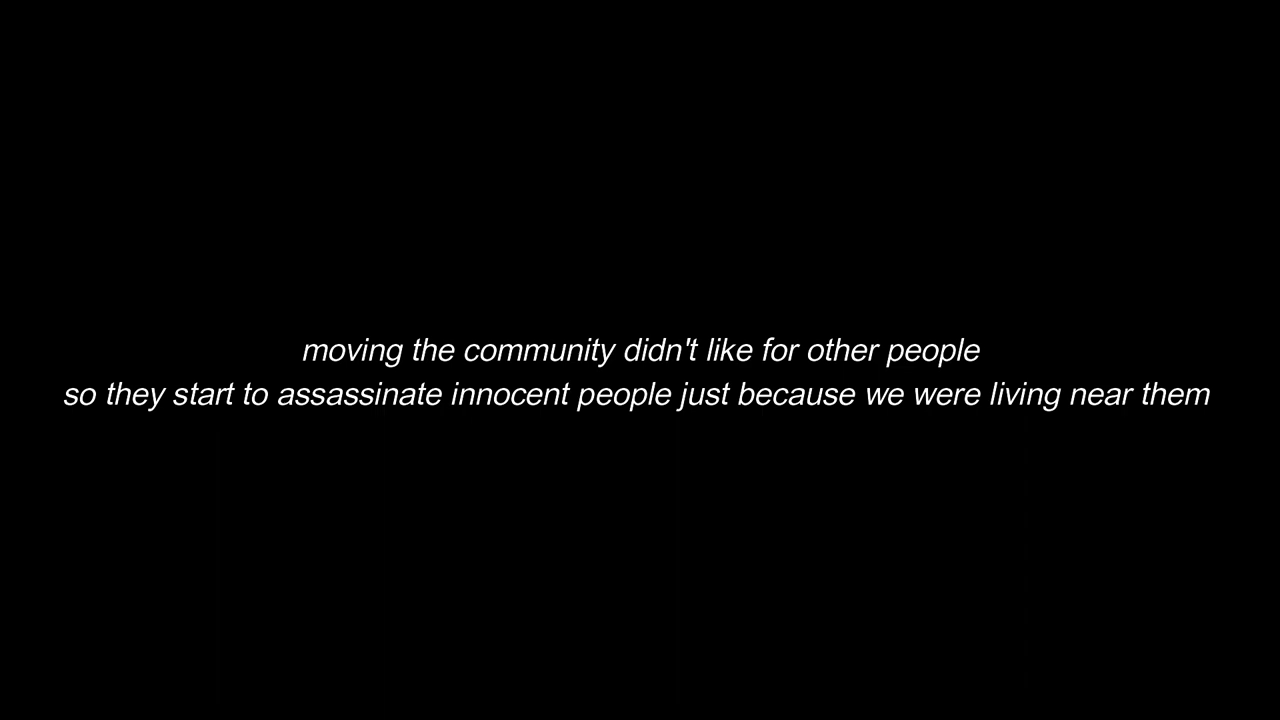 moving the community didn't like for other people
so they start to assassinate innocent people just because we were living near them